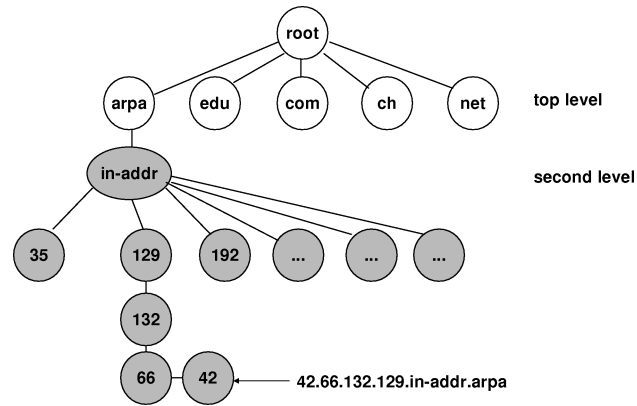 root
arpa edu com ch net top level
in-addr second level
35 129 192 ... ... ...
132
66 42 42.66.132.129.in-addr.arpa